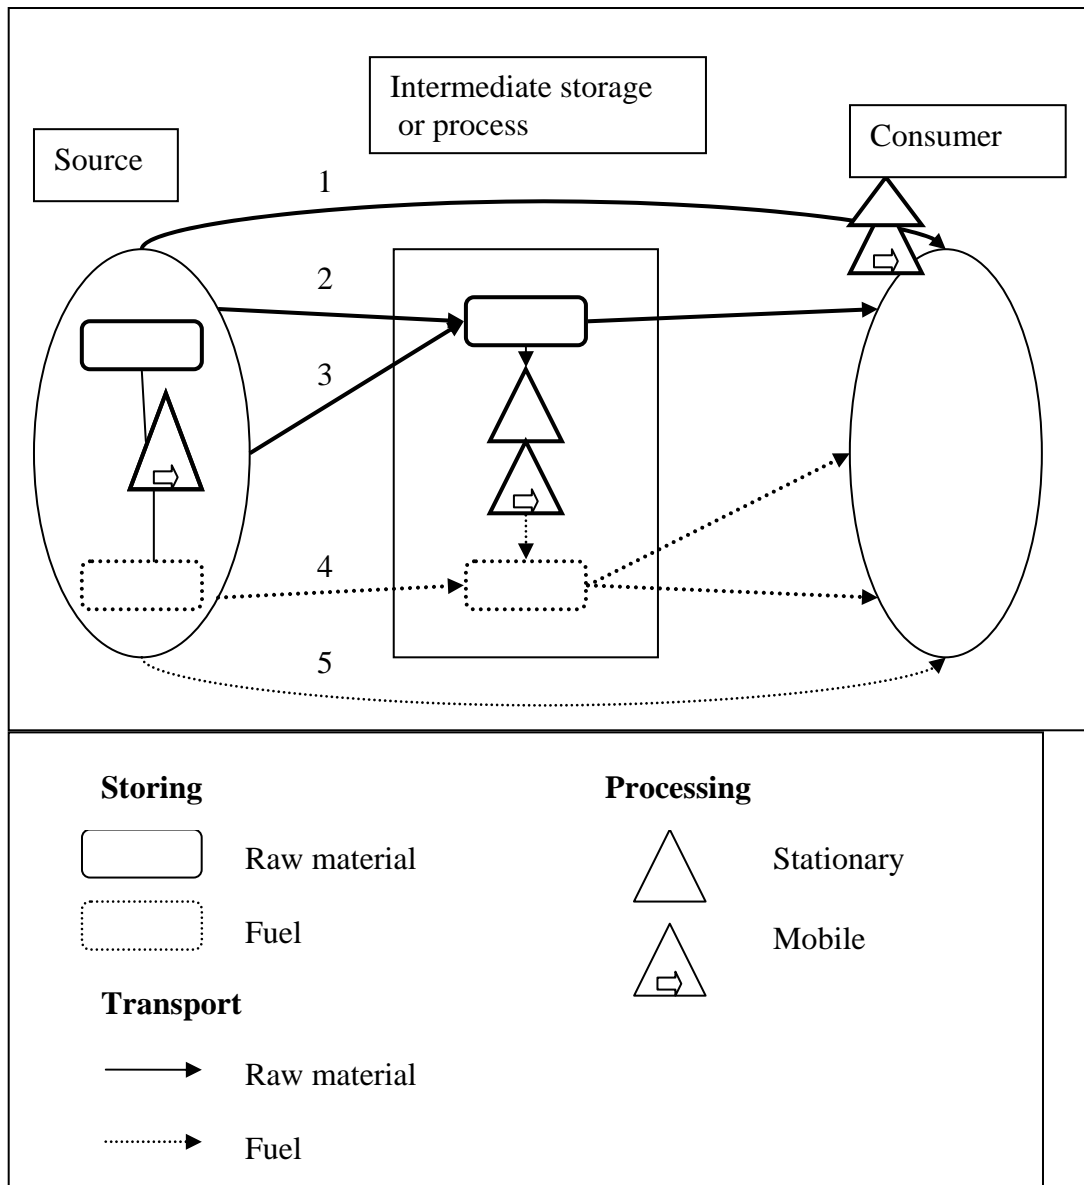 Intermediate storage
or process
Source
Consumer
1
2
3
4
5
Storing
Processing
Raw material
Stationary
Fuel
Mobile
Transport
Raw material
Fuel